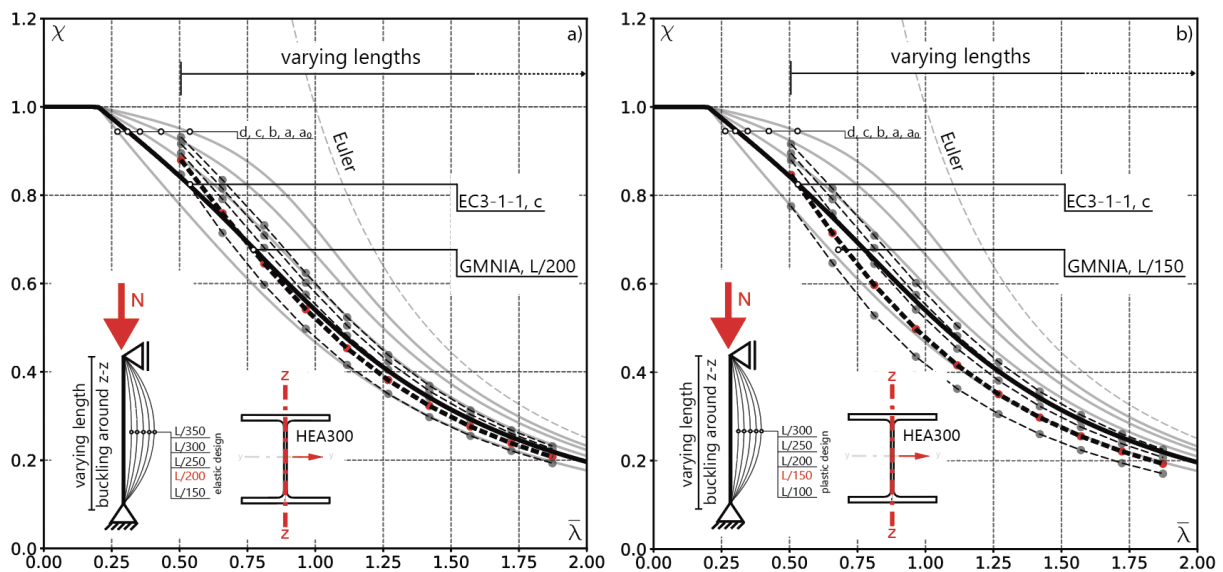 1.2
χ
a)
varying lengths
1.0
d, c, b, a, a₀
Euler
0.8
EC3-1-1, c
0.6
GMNIA, L/200
N
0.4
varying length
buckling around z-z
L/350
L/300
L/250
L/200
L/150
elastic design
z
HEA300
y
y
z
0.2
λ̅
0.0
0.00 0.25 0.50 0.75 1.00 1.25 1.50 1.75 2.00
1.2
χ
b)
varying lengths
1.0
d, c, b, a, a₀
Euler
0.8
EC3-1-1, c
0.6
GMNIA, L/150
N
0.4
varying length
buckling around z-z
L/300
L/250
L/200
L/150
L/100
plastic design
z
HEA300
y
y
z
0.2
λ̅
0.0
0.00 0.25 0.50 0.75 1.00 1.25 1.50 1.75 2.00